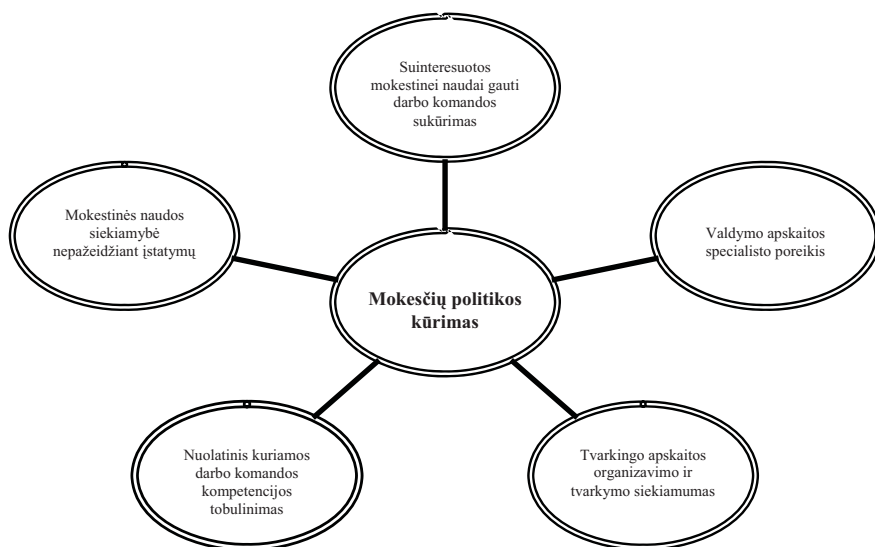 Suinteresuotos
mokestinei naudai gauti
darbo komandos
sukūrimas
Mokestinės naudos
siekiamybė
nepažeidžiant įstatymų
Valdymo apskaitos
specialisto poreikis
Mokesčių politikos
kūrimas
Nuolatinis kuriamos
darbo komandos
kompetencijos
tobulinimas
Tvarkingo apskaitos
organizavimo ir
tvarkymo siekiamumas